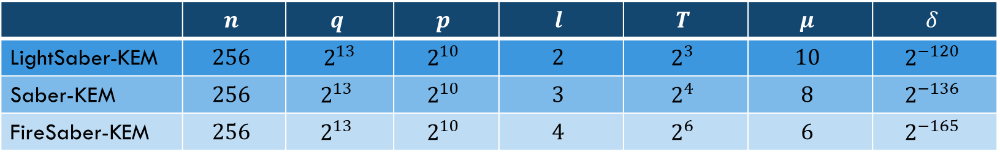 n q p l T μ δ
LightSaber-KEM 256 2^13 2^10 2 2^3 10 2^−120
Saber-KEM 256 2^13 2^10 3 2^4 8 2^−136
FireSaber-KEM 256 2^13 2^10 4 2^6 6 2^−165